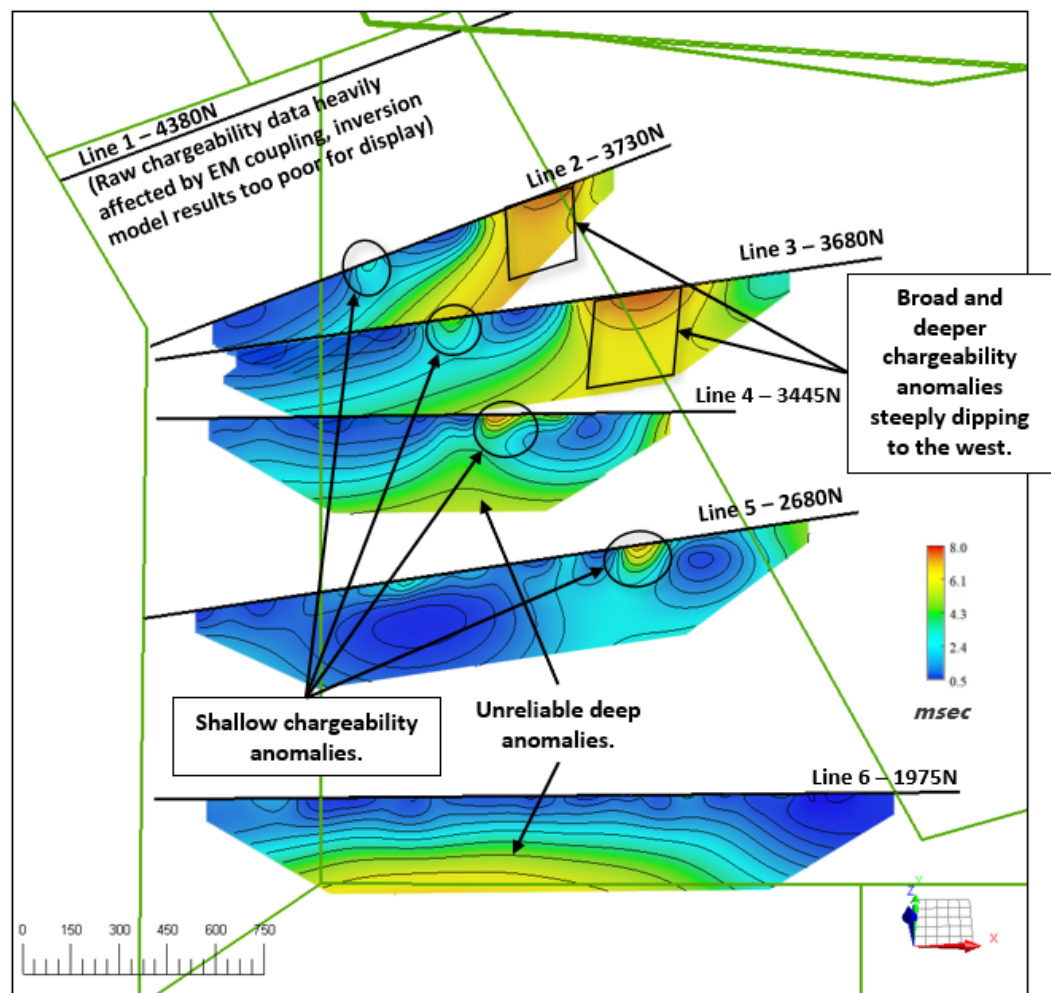 Line 1 – 4380N
(Raw chargeability data heavily
affected by EM coupling, inversion
model results too poor for display)
Line 2 – 3730N
Line 3 – 3680N
Broad and
deeper
chargeability
anomalies
steeply dipping
to the west.
Line 4 – 3445N
Line 5 – 2680N
8.0
6.1
4.3
2.4
0.5
msec
Shallow chargeability
anomalies.
Unreliable deep
anomalies.
Line 6 – 1975N
0 150 300 450 600 750
Y
Z
X